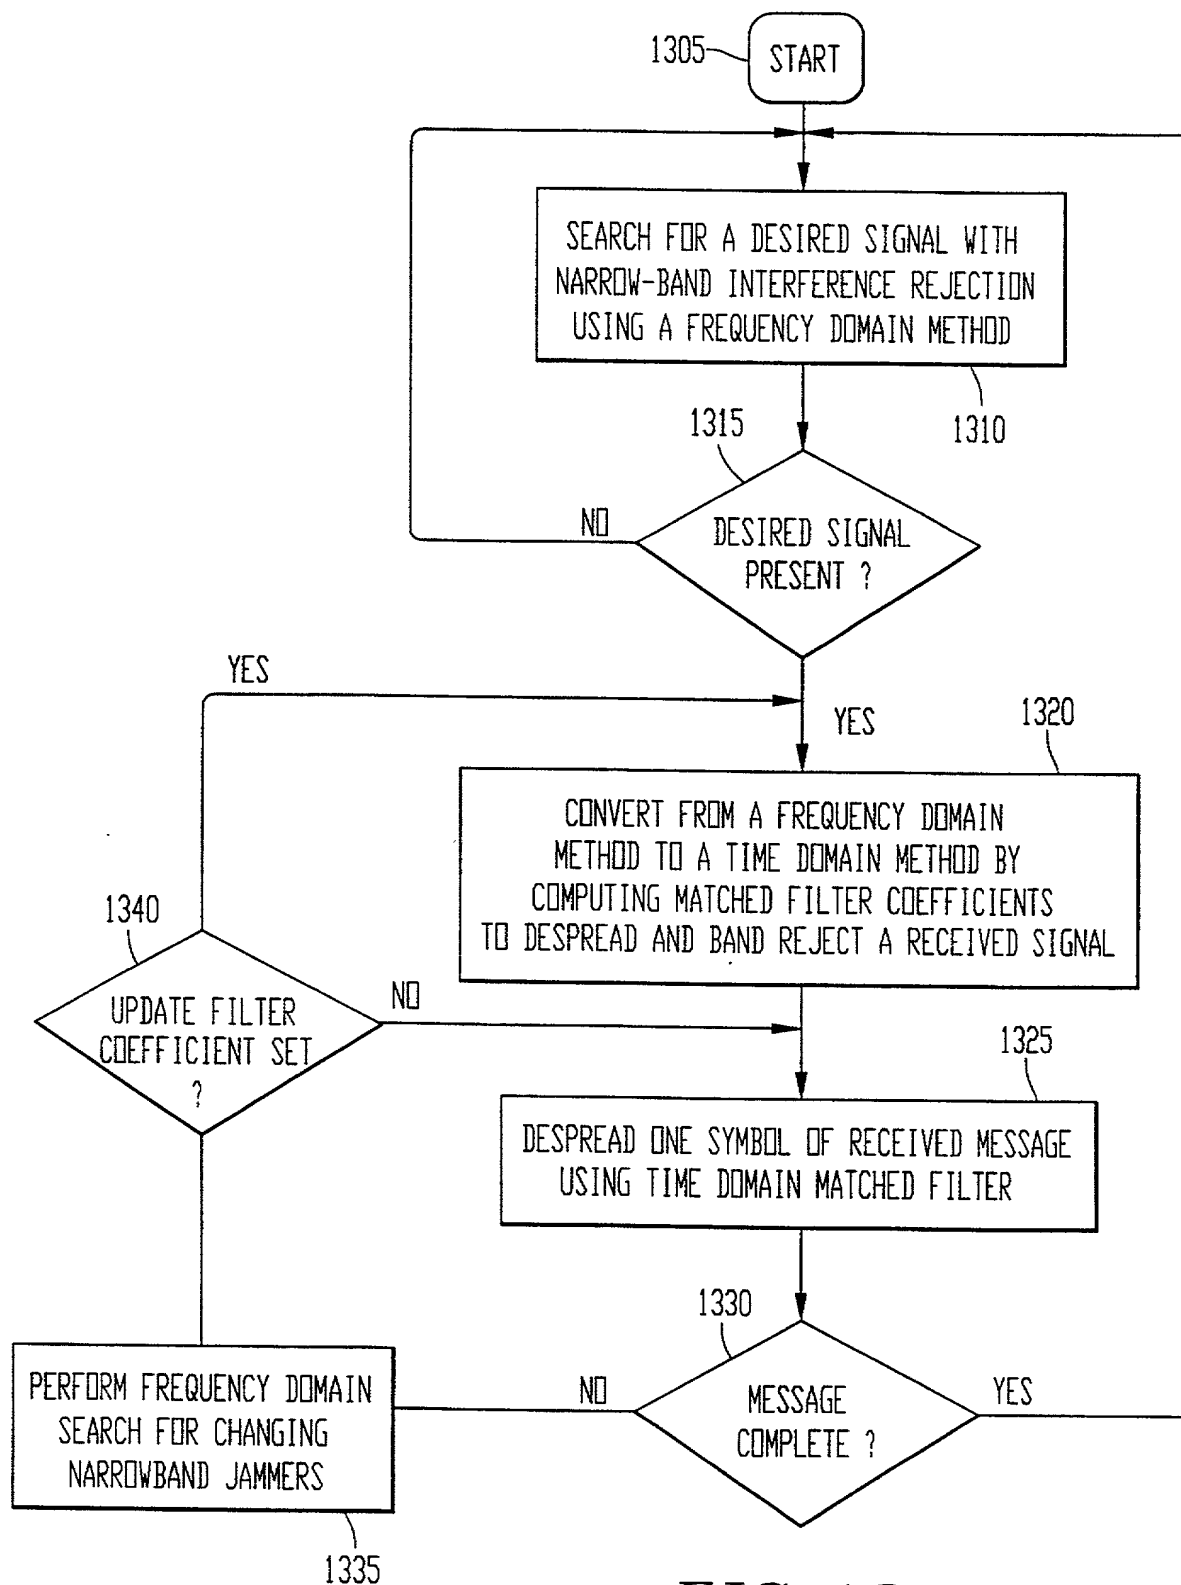 1305
START
SEARCH FOR A DESIRED SIGNAL WITH
NARROW-BAND INTERFERENCE REJECTION
USING A FREQUENCY DOMAIN METHOD
1310
1315
NO
DESIRED SIGNAL
PRESENT ?
YES
YES
1320
CONVERT FROM A FREQUENCY DOMAIN
METHOD TO A TIME DOMAIN METHOD BY
COMPUTING MATCHED FILTER COEFFICIENTS
TO DESPREAD AND BAND REJECT A RECEIVED SIGNAL
1340
UPDATE FILTER
COEFFICIENT SET
?
NO
1325
DESPREAD ONE SYMBOL OF RECEIVED MESSAGE
USING TIME DOMAIN MATCHED FILTER
1330
MESSAGE
COMPLETE ?
NO
YES
PERFORM FREQUENCY DOMAIN
SEARCH FOR CHANGING
NARROWBAND JAMMERS
1335